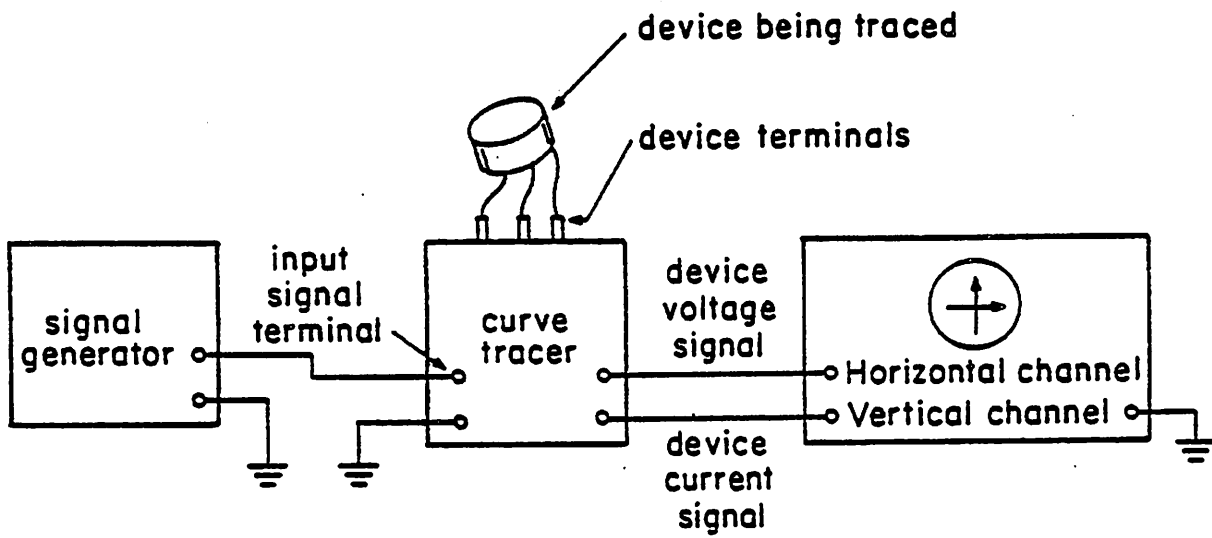 device being traced
device terminals
input
signal
terminal
signal
generator
curve
tracer
device
voltage
signal
Horizontal channel
Vertical channel
device
current
signal